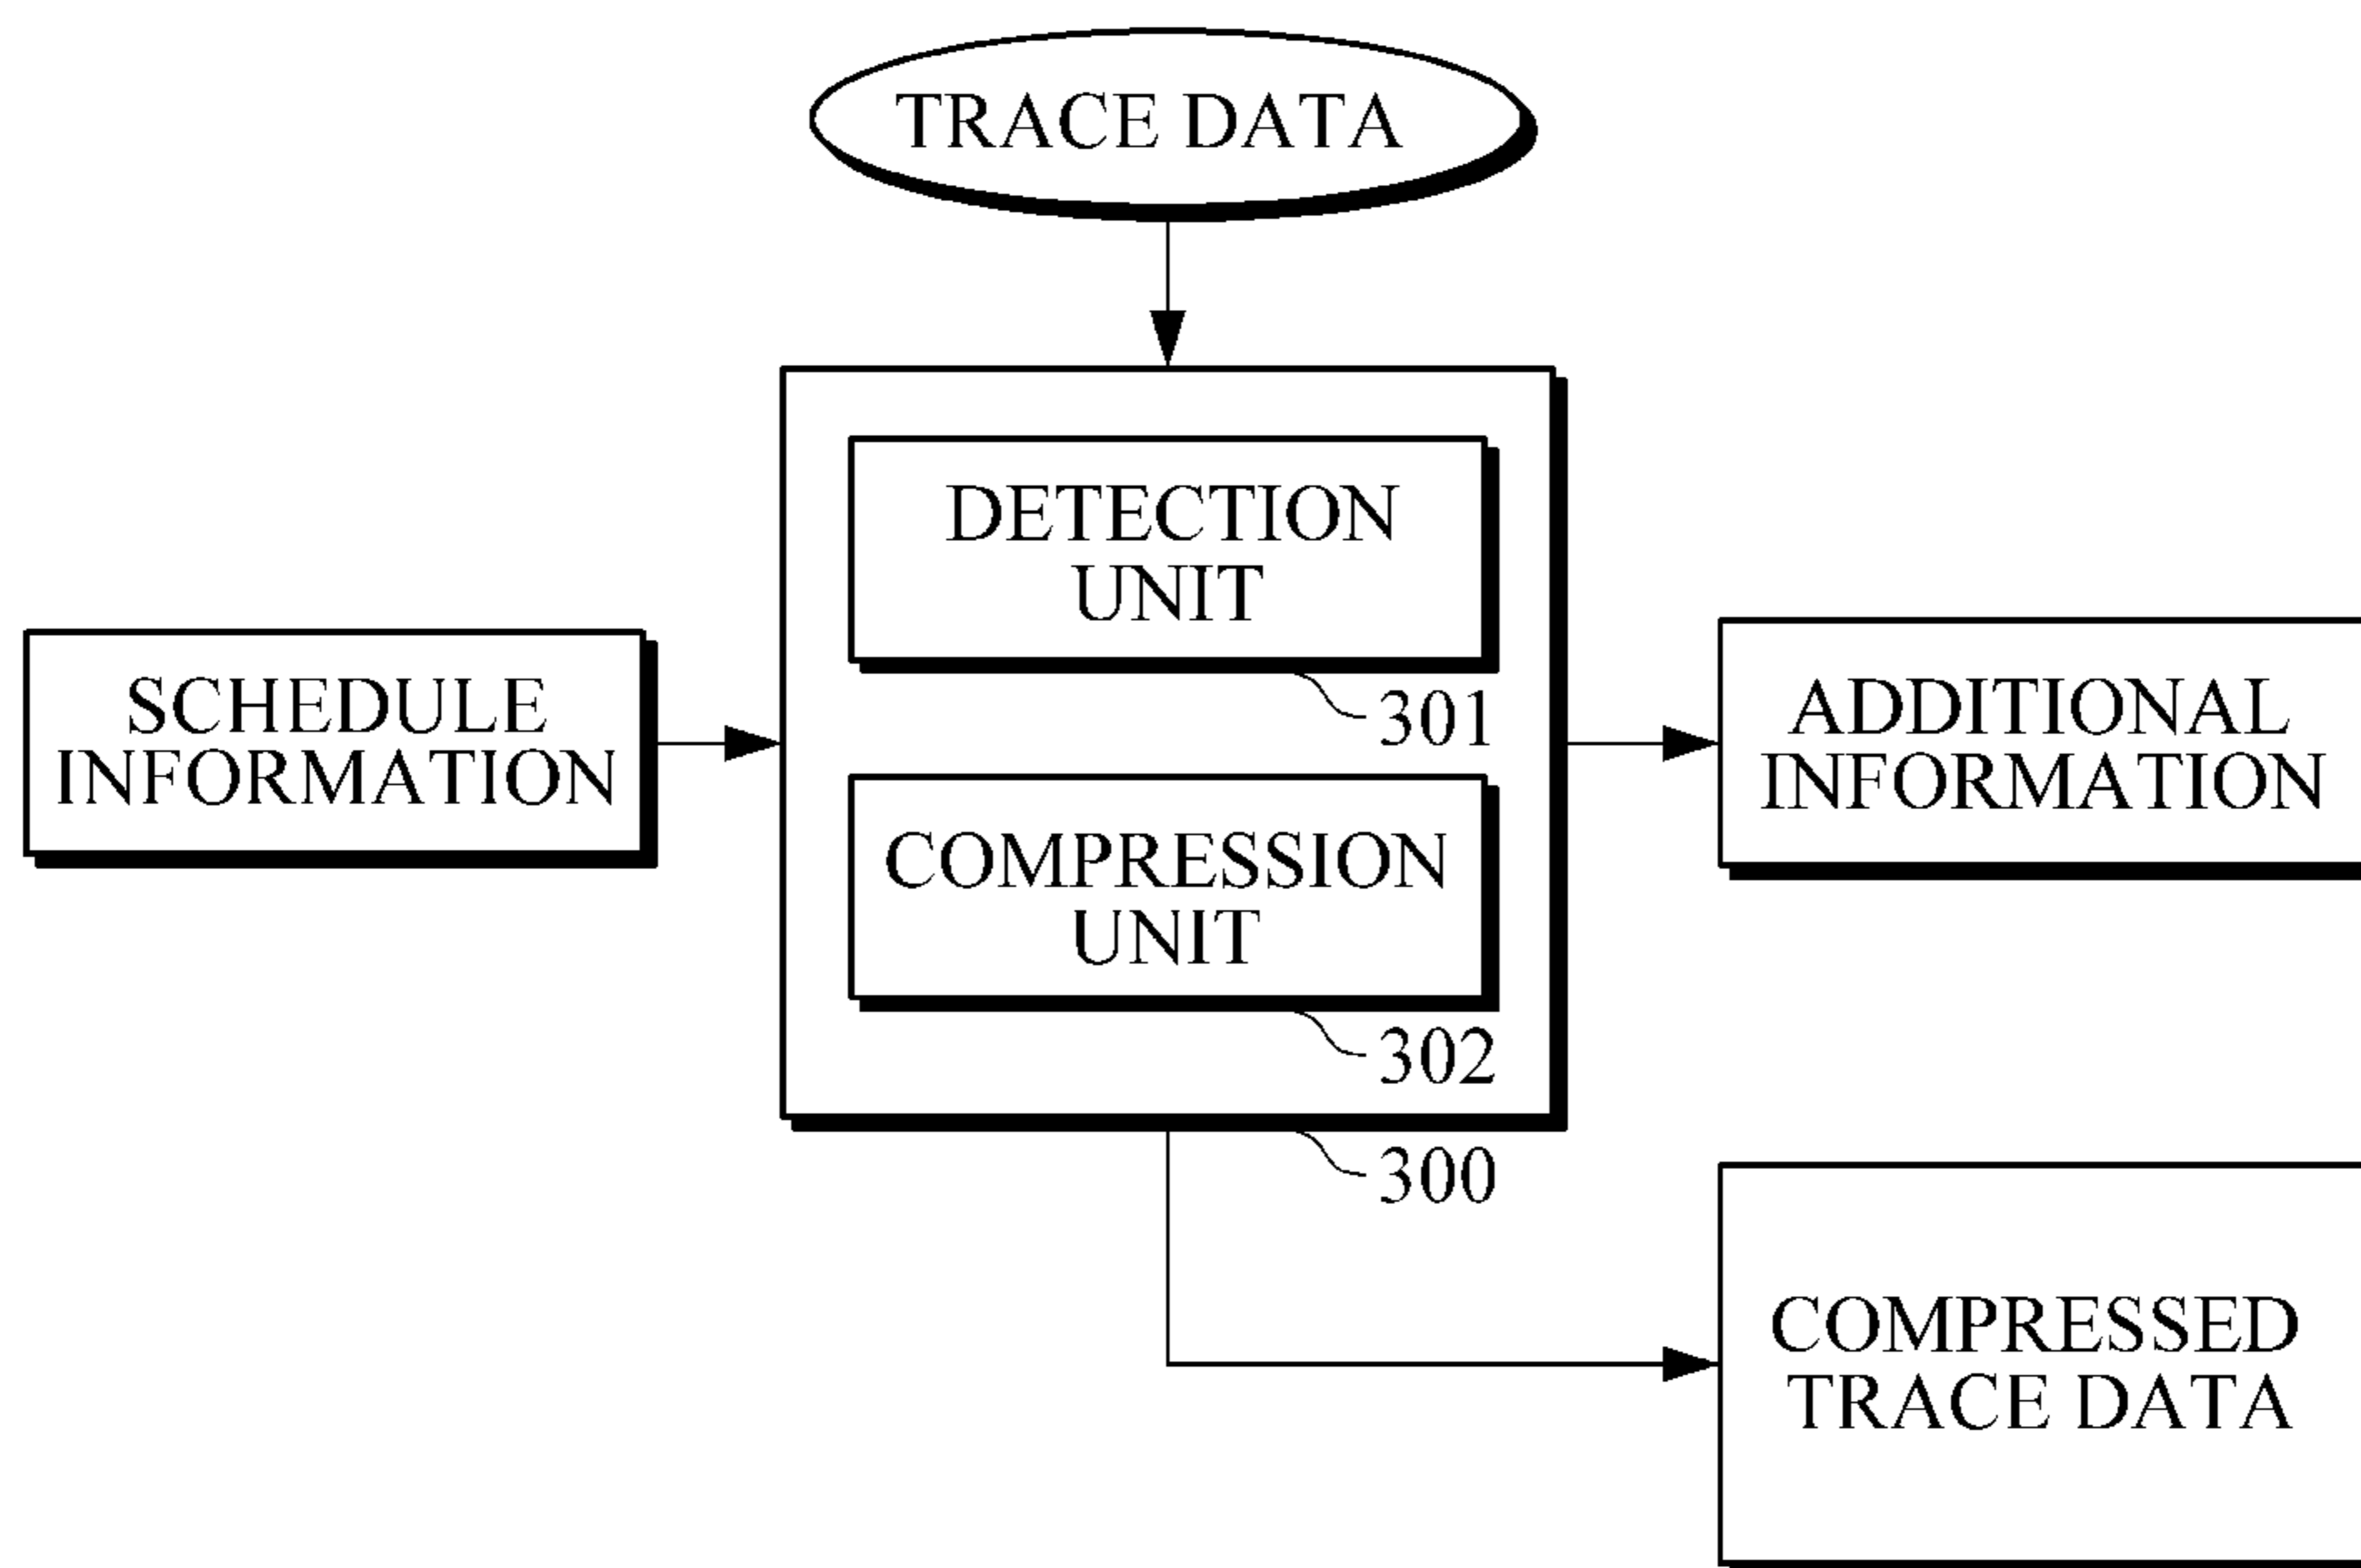 TRACE DATA
DETECTION
UNIT
301
SCHEDULE
INFORMATION
ADDITIONAL
INFORMATION
COMPRESSION
UNIT
302
300
COMPRESSED
TRACE DATA